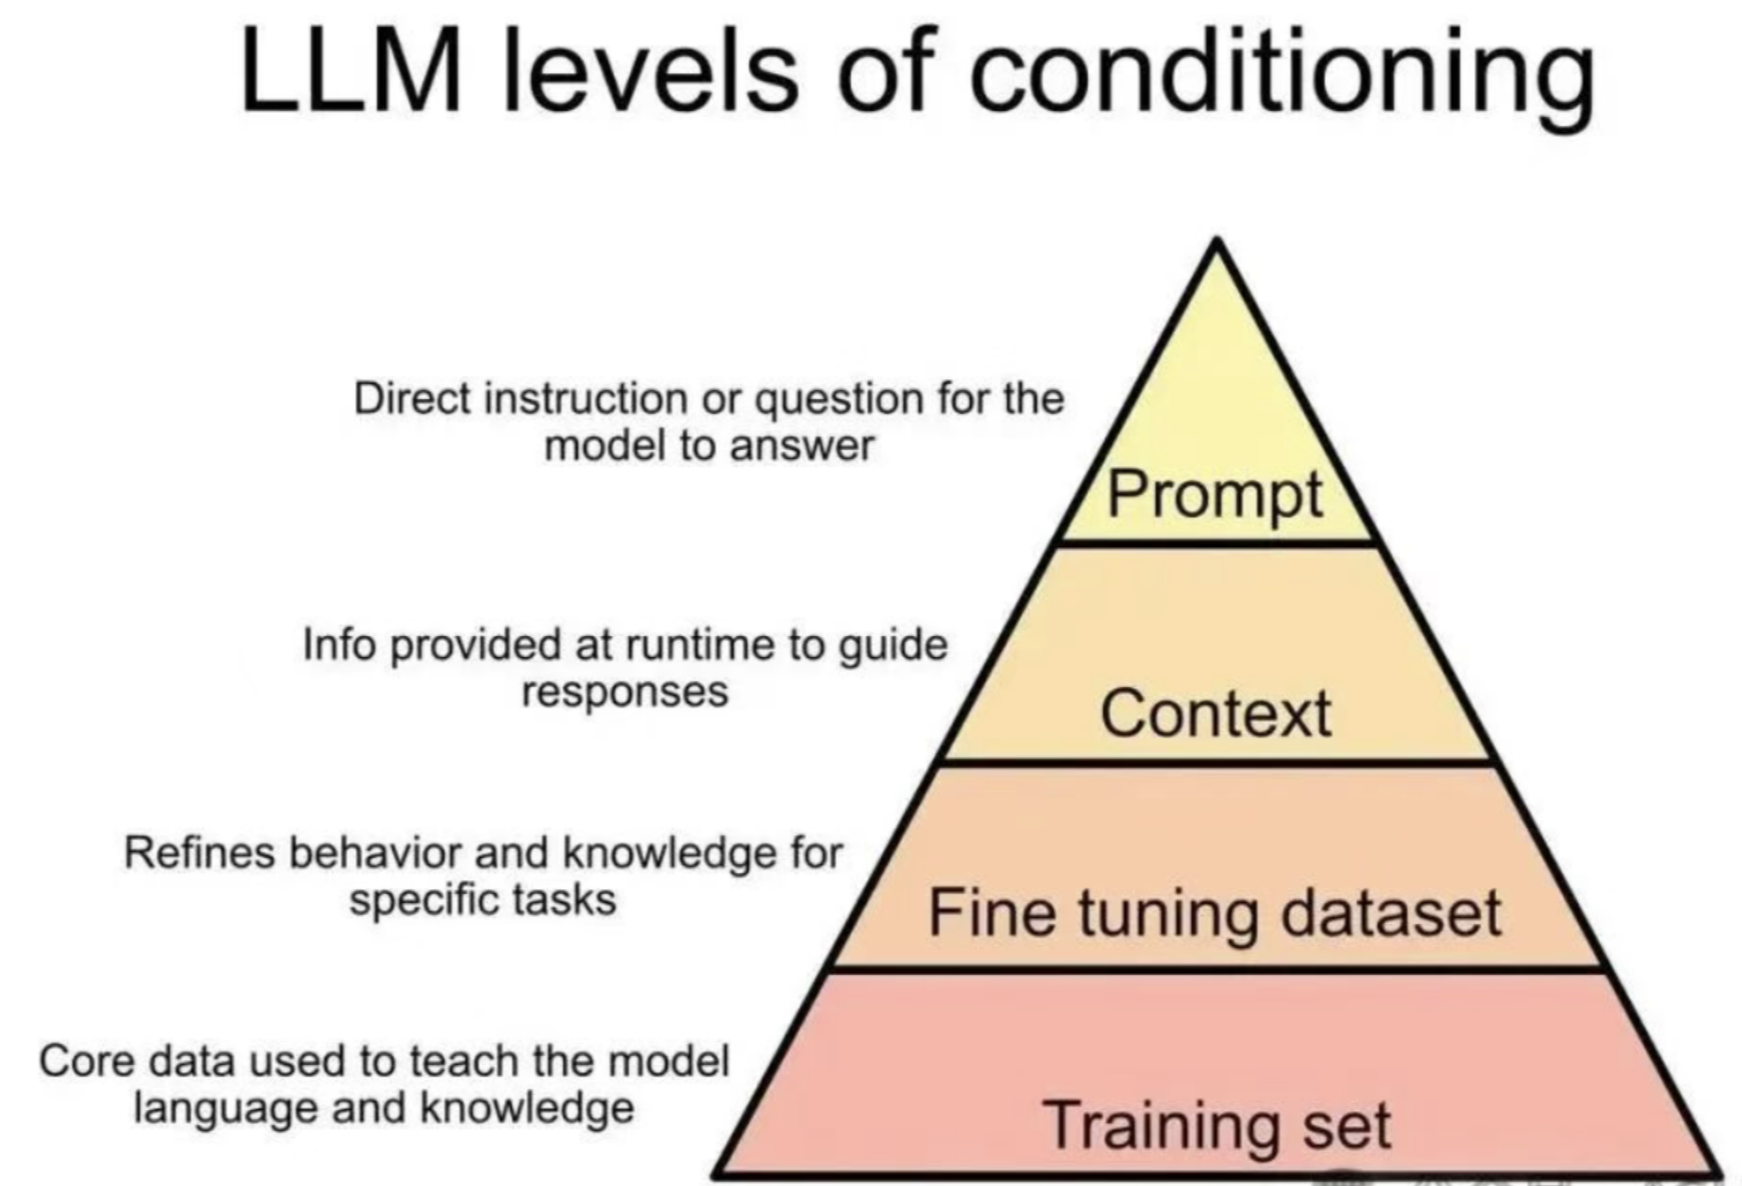 LLM levels of conditioning
Direct instruction or question for the
model to answer
Prompt
Info provided at runtime to guide
responses
Context
Refines behavior and knowledge for
specific tasks
Fine tuning dataset
Core data used to teach the model
language and knowledge
Training set